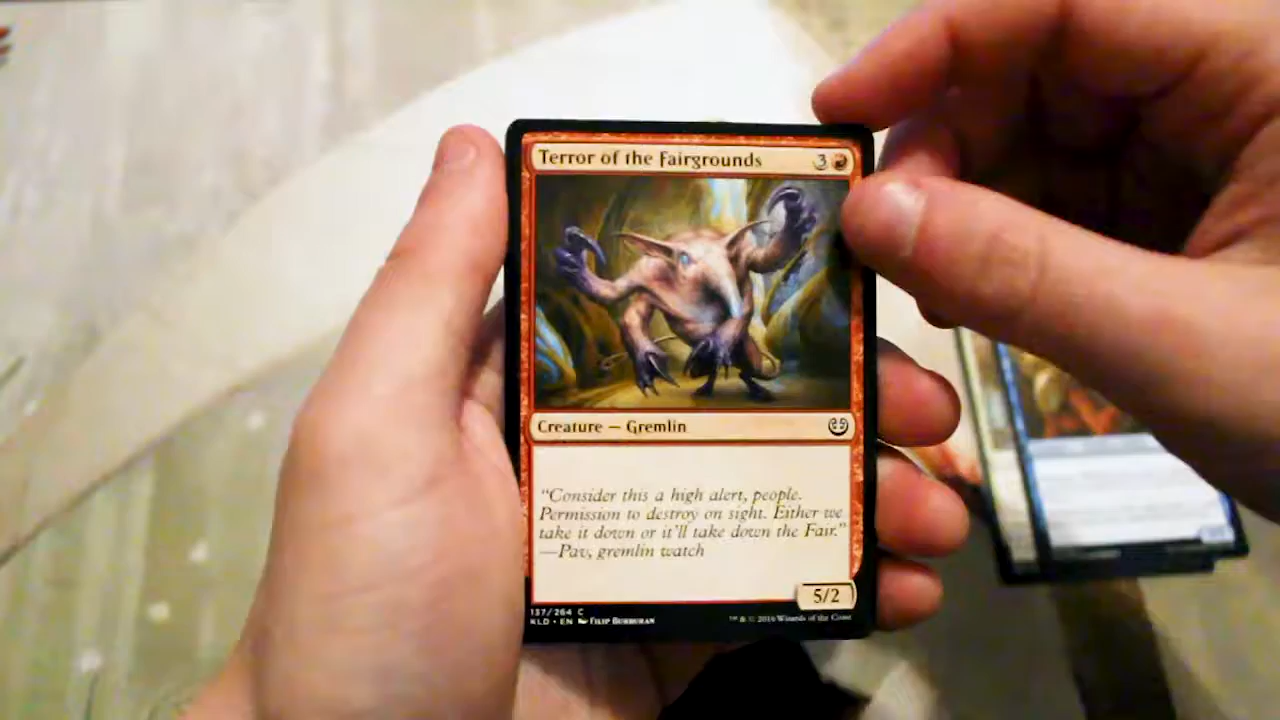 Terror of the Fairgrounds 3
Creature — Gremlin
"Consider this a high alert, people.
Permission to destroy on sight. Either we
take it down or it'll take down the Fair."
—Pav, gremlin watch
5/2
137/264 C
KLD • EN Filip Burburan
™ & © 2016 Wizards of the Coast